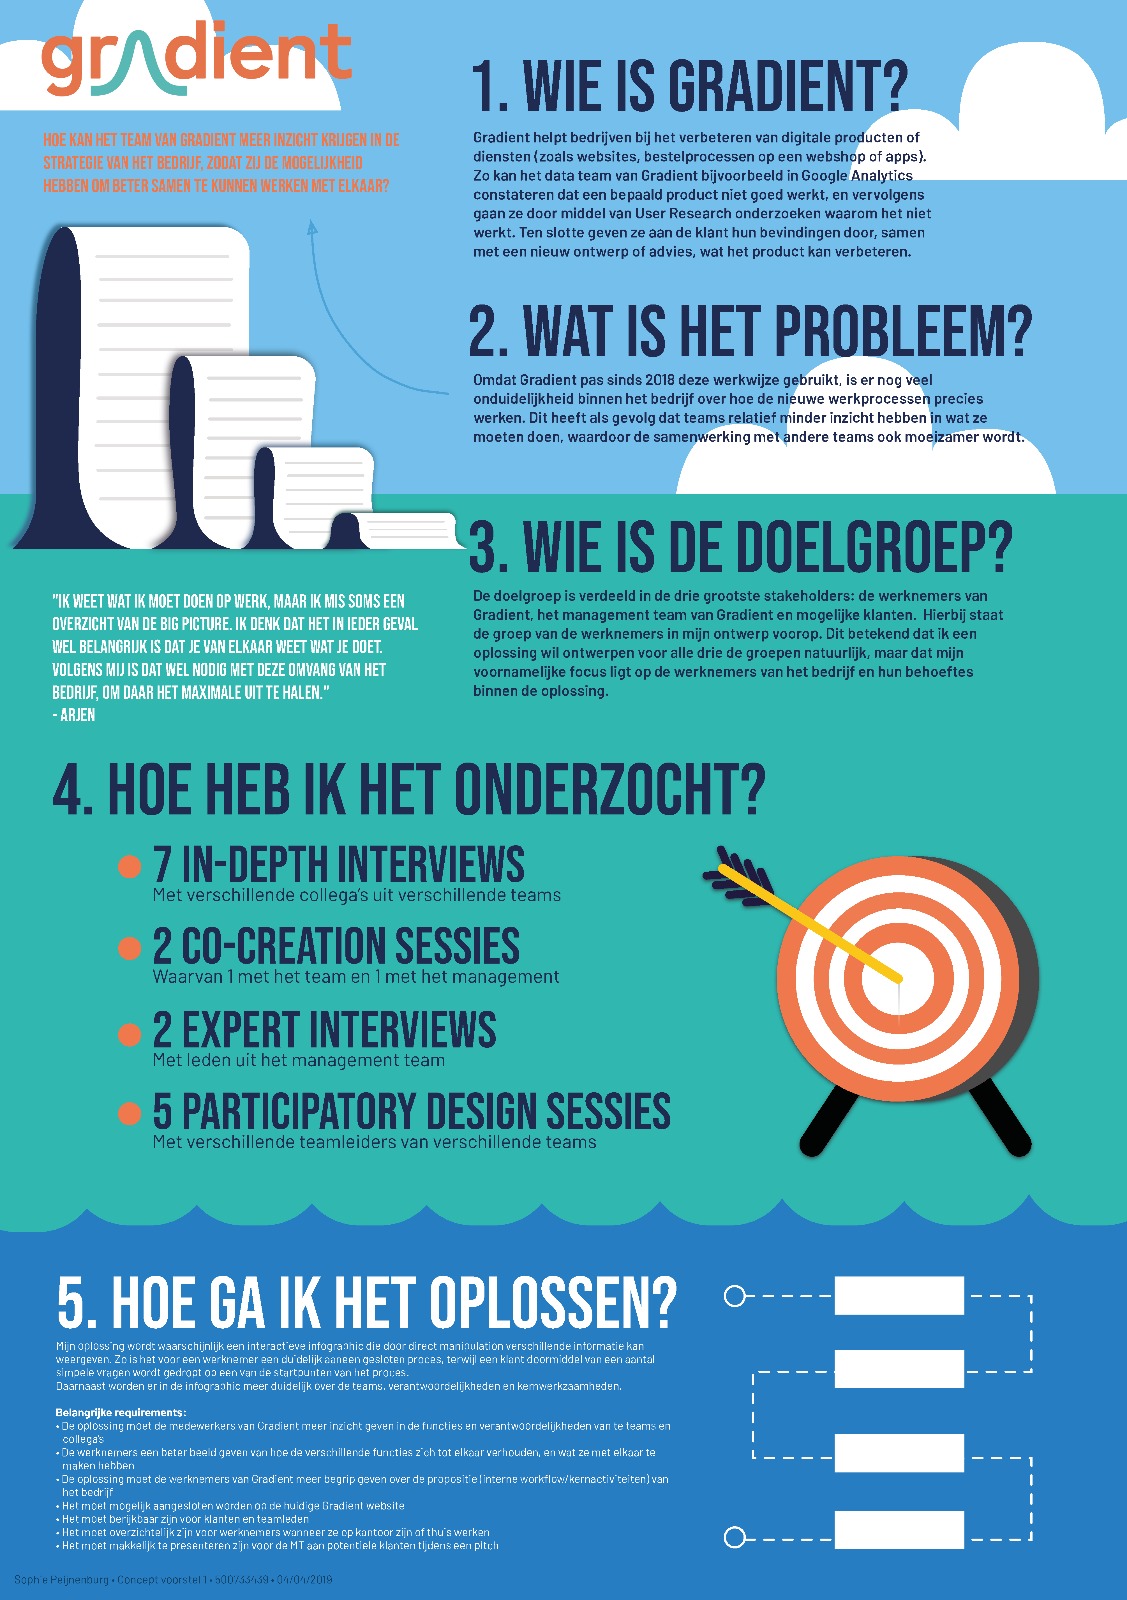 gradient
HOE KAN HET TEAM VAN GRADIENT MEER INZICHT KRIJGEN IN DE
STRATEGIE VAN HET BEDRIJF, ZODAT ZIJ DE MOGELIJKHEID
HEBBEN OM BETER SAMEN TE KUNNEN WERKEN MET ELKAAR?
1. WIE IS GRADIENT?
Gradient helpt bedrijven bij het verbeteren van digitale producten of
diensten (zoals websites, bestelprocessen op een webshop of apps).
Zo kan het data team van Gradient bijvoorbeeld in Google Analytics
constateren dat een bepaald product niet goed werkt, en vervolgens
gaan ze door middel van User Research onderzoeken waarom het niet
werkt. Ten slotte geven ze aan de klant hun bevindingen door, samen
met een nieuw ontwerp of advies, wat het product kan verbeteren.
2. WAT IS HET PROBLEEM?
Omdat Gradient pas sinds 2018 deze werkwijze gebruikt, is er nog veel
onduidelijkheid binnen het bedrijf over hoe de nieuwe werkprocessen precies
werken. Dit heeft als gevolg dat teams relatief minder inzicht hebben in wat ze
moeten doen, waardoor de samenwerking met andere teams ook moeizamer wordt.
3. WIE IS DE DOELGROEP?
De doelgroep is verdeeld in de drie grootste stakeholders: de werknemers van
Gradient, het management team van Gradient en mogelijke klanten. Hierbij staat
de groep van de werknemers in mijn ontwerp voorop. Dit betekend dat ik een
oplossing wil ontwerpen voor alle drie de groepen natuurlijk, maar dat mijn
voornamelijke focus ligt op de werknemers van het bedrijf en hun behoeftes
binnen de oplossing.
"IK WEET WAT IK MOET DOEN OP WERK, MAAR IK MIS SOMS EEN
OVERZICHT VAN DE BIG PICTURE. IK DENK DAT HET IN IEDER GEVAL
WEL BELANGRIJK IS DAT JE VAN ELKAAR WEET WAT JE DOET.
VOLGENS MIJ IS DAT WEL NODIG MET DEZE OMVANG VAN HET
BEDRIJF, OM DAAR HET MAXIMALE UIT TE HALEN."
- ARJEN
4. HOE HEB IK HET ONDERZOCHT?
7 IN-DEPTH INTERVIEWS
Met verschillende collega's uit verschillende teams
2 CO-CREATION SESSIES
Waarvan 1 met het team en 1 met het management
2 EXPERT INTERVIEWS
Met leden uit het management team
5 PARTICIPATORY DESIGN SESSIES
Met verschillende teamleiders van verschillende teams
5. HOE GA IK HET OPLOSSEN?
Mijn oplossing wordt waarschijnlijk een interactieve infographic die door direct manipulation verschillende informatie kan
weergeven. Zo is het voor een werknemer een duidelijk aaneen gesloten proces, terwijl een klant doormiddel van een aantal
simpele vragen wordt gedropt op een van de startpunten van het proces.
Daarnaast worden er in de infographic meer duidelijk over de teams, verantwoordelijkheden en kernwerkzaamheden.
Belangrijke requirements:
• De oplossing moet de medewerkers van Gradient meer inzicht geven in de functies en verantwoordelijkheden van te teams en
collega's
• De werknemers een beter beeld geven van hoe de verschillende functies zich tot elkaar verhouden, en wat ze met elkaar te
maken hebben
• De oplossing moet de werknemers van Gradient meer begrip geven over de propositie (interne workflow/kernactiviteiten) van
het bedrijf
• Het moet mogelijk aangesloten worden op de huidige Gradient website
• Het moet berijkbaar zijn voor klanten en teamleden
• Het moet overzichtelijk zijn voor werknemers wanneer ze op kantoor zijn of thuis werken
• Het moet makkelijk te presenteren zijn voor de MT aan potentiele klanten tijdens een pitch
Sophie Peijnenburg • Concept voorstel 1 • 500733439 • 04/04/2019